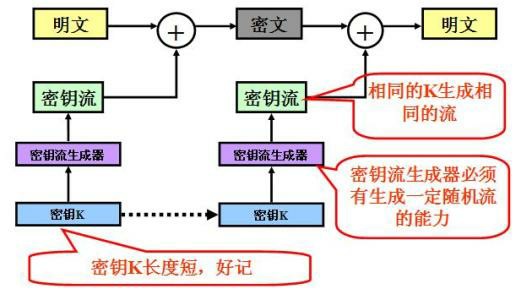 明文
密文
明文
密钥流
密钥流
相同的K生成相
同的流
密钥流生成器
密钥流生成器
密钥流生成器必须
有生成一定随机流
的能力
密钥K
密钥K
密钥K长度短，好记